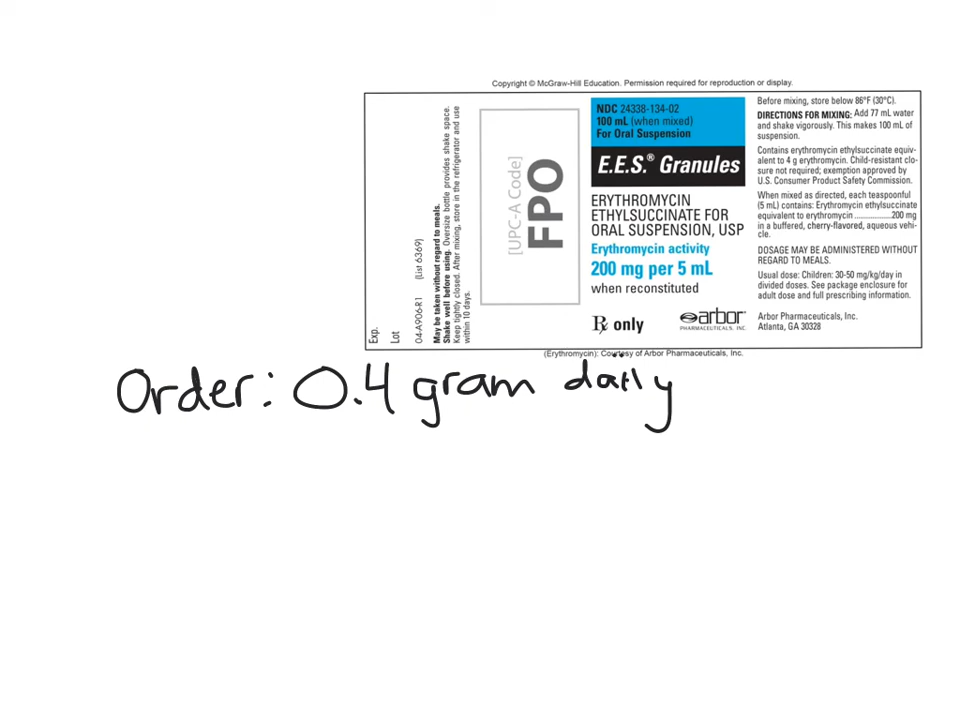 Copyright © McGraw-Hill Education. Permission required for reproduction or display.
Exp.
Lot
04-A906-R1 (List 6369)
May be taken without regard to meals.
Shake well before using. Oversize bottle provides shake space.
Keep tightly closed. After mixing, store in the refrigerator and use
within 10 days.
[UPC-A Code]
FPO
NDC 24338-134-02
100 mL (when mixed)
For Oral Suspension
E.E.S.® Granules
ERYTHROMYCIN
ETHYLSUCCINATE FOR
ORAL SUSPENSION, USP
Erythromycin activity
200 mg per 5 mL
when reconstituted
Rx only
arbor®
PHARMACEUTICALS, INC.
Before mixing, store below 86°F (30°C).
DIRECTIONS FOR MIXING: Add 77 mL water
and shake vigorously. This makes 100 mL of
suspension.
Contains erythromycin ethylsuccinate equiv-
alent to 4 g erythromycin. Child-resistant clo-
sure not required; exemption approved by
U.S. Consumer Product Safety Commission.
When mixed as directed, each teaspoonful
(5 mL) contains: Erythromycin ethylsuccinate
equivalent to erythromycin ................200 mg
in a buffered, cherry-flavored, aqueous vehi-
cle.
DOSAGE MAY BE ADMINISTERED WITHOUT
REGARD TO MEALS.
Usual dose: Children: 30-50 mg/kg/day in
divided doses. See package enclosure for
adult dose and full prescribing information.
Arbor Pharmaceuticals, Inc.
Atlanta, GA 30328
(Erythromycin): Courtesy of Arbor Pharmaceuticals, Inc.
Order: 0.4 gram daily